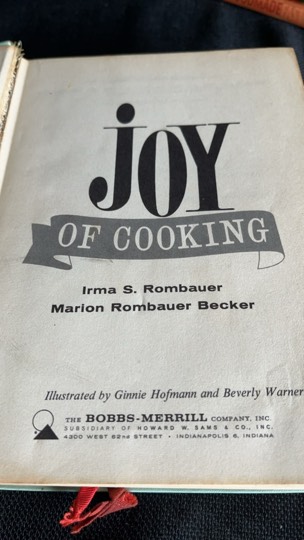 JOY
OF COOKING
Irma S. Rombauer
Marion Rombauer Becker
Illustrated by Ginnie Hofmann and Beverly Warner
THE BOBBS-MERRILL COMPANY, INC.
SUBSIDIARY OF HOWARD W. SAMS & CO., INC.
4300 WEST 62nd STREET • INDIANAPOLIS 6, INDIANA